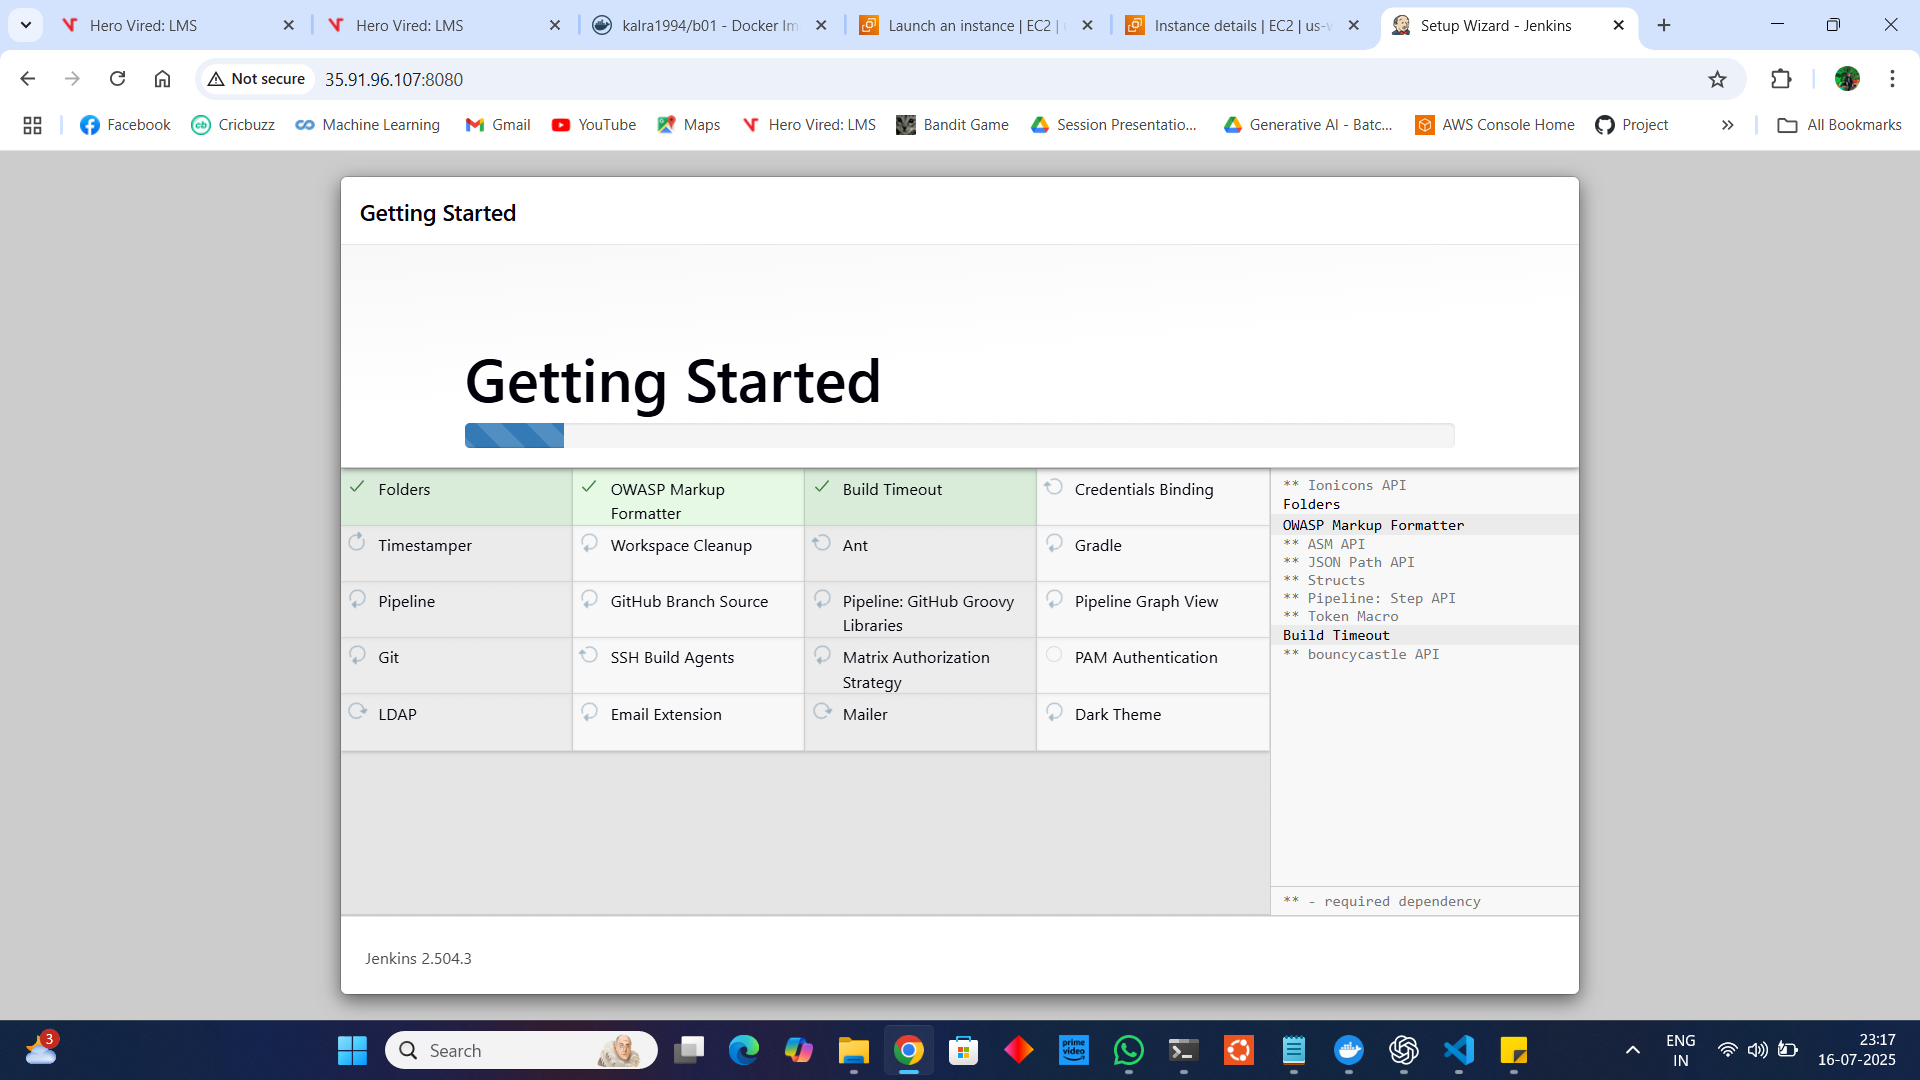 Hero Vired: LMS
Hero Vired: LMS
kalra1994/b01 - Docker Im
Launch an instance | EC2 |
Instance details | EC2 | us-w
Setup Wizard - Jenkins
Not secure
35.91.96.107:8080
Facebook
Cricbuzz
Machine Learning
Gmail
YouTube
Maps
Hero Vired: LMS
Bandit Game
Session Presentatio...
Generative AI - Batc...
AWS Console Home
Project
All Bookmarks
Getting Started
Getting Started
Folders
OWASP Markup
Formatter
Build Timeout
Credentials Binding
Timestamper
Workspace Cleanup
Ant
Gradle
Pipeline
GitHub Branch Source
Pipeline: GitHub Groovy
Libraries
Pipeline Graph View
Git
SSH Build Agents
Matrix Authorization
Strategy
PAM Authentication
LDAP
Email Extension
Mailer
Dark Theme
** Ionicons API
Folders
OWASP Markup Formatter
** ASM API
** JSON Path API
** Structs
** Pipeline: Step API
** Token Macro
Build Timeout
** bouncycastle API
** - required dependency
Jenkins 2.504.3
3
Search
prime
video
ENG
IN
23:17
16-07-2025